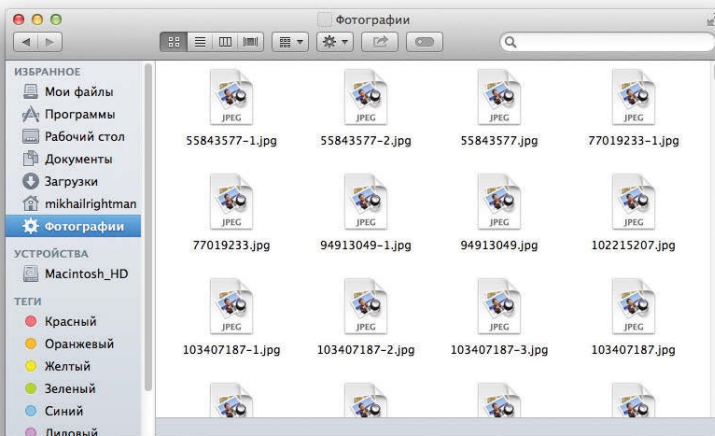 Фотографии
ИЗБРАННОЕ
Мои файлы
Программы
Рабочий стол
Документы
Загрузки
mikhailrightman
Фотографии
УСТРОЙСТВА
Macintosh_HD
ТЕГИ
Красный
Оранжевый
Желтый
Зеленый
Синий
Лиловый
JPEG JPEG JPEG JPEG
55843577-1.jpg 55843577-2.jpg 55843577.jpg 77019233-1.jpg
JPEG JPEG JPEG JPEG
77019233.jpg 94913049-1.jpg 94913049.jpg 102215207.jpg
JPEG JPEG JPEG JPEG
103407187-1.jpg 103407187-2.jpg 103407187-3.jpg 103407187.jpg